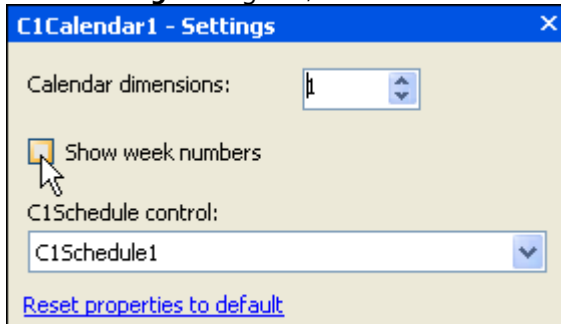 C1Calendar1 - Settings
Calendar dimensions: 1
Show week numbers
C1Schedule control:
C1Schedule1
Reset properties to default